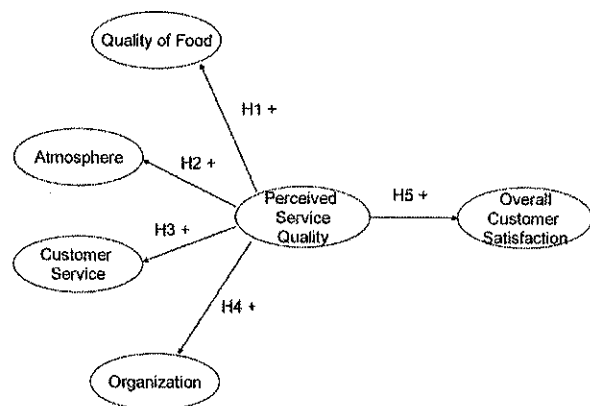 Quality of Food
H1 +
Atmosphere
H2 +
Perceived
Service
Quality
H5 +
Overall
Customer
Satisfaction
H3 +
Customer
Service
H4 +
Organization